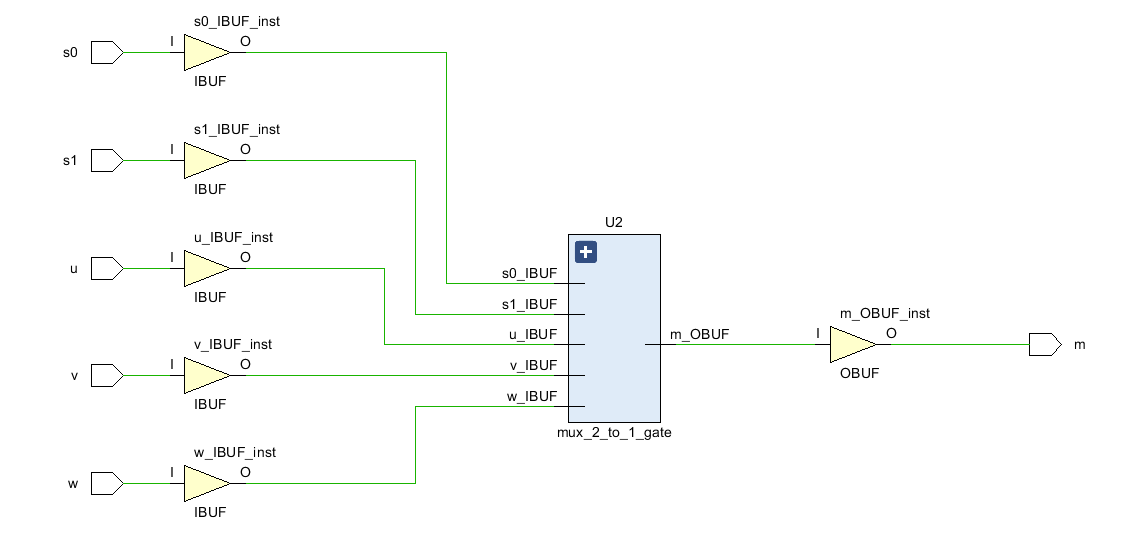 s0_IBUF_inst
s0
I
O
IBUF
s1_IBUF_inst
s1
I
O
IBUF
u_IBUF_inst
u
I
O
IBUF
v_IBUF_inst
v
I
O
IBUF
w_IBUF_inst
w
I
O
IBUF
U2
s0_IBUF
s1_IBUF
u_IBUF
v_IBUF
w_IBUF
m_OBUF
mux_2_to_1_gate
m_OBUF_inst
I
O
OBUF
m